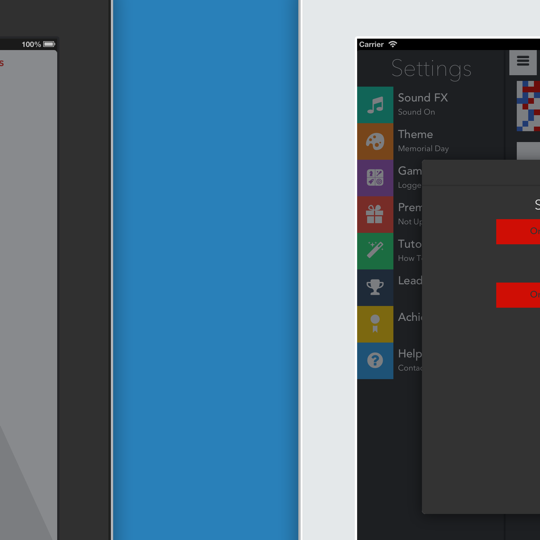 100%
s
Carrier
Settings
Sound FX
Sound On
Theme
Memorial Day
Gam
Logge
Prem
Not Up
Tuto
How T
Lead
Achi
Help
Conta
S
O
O